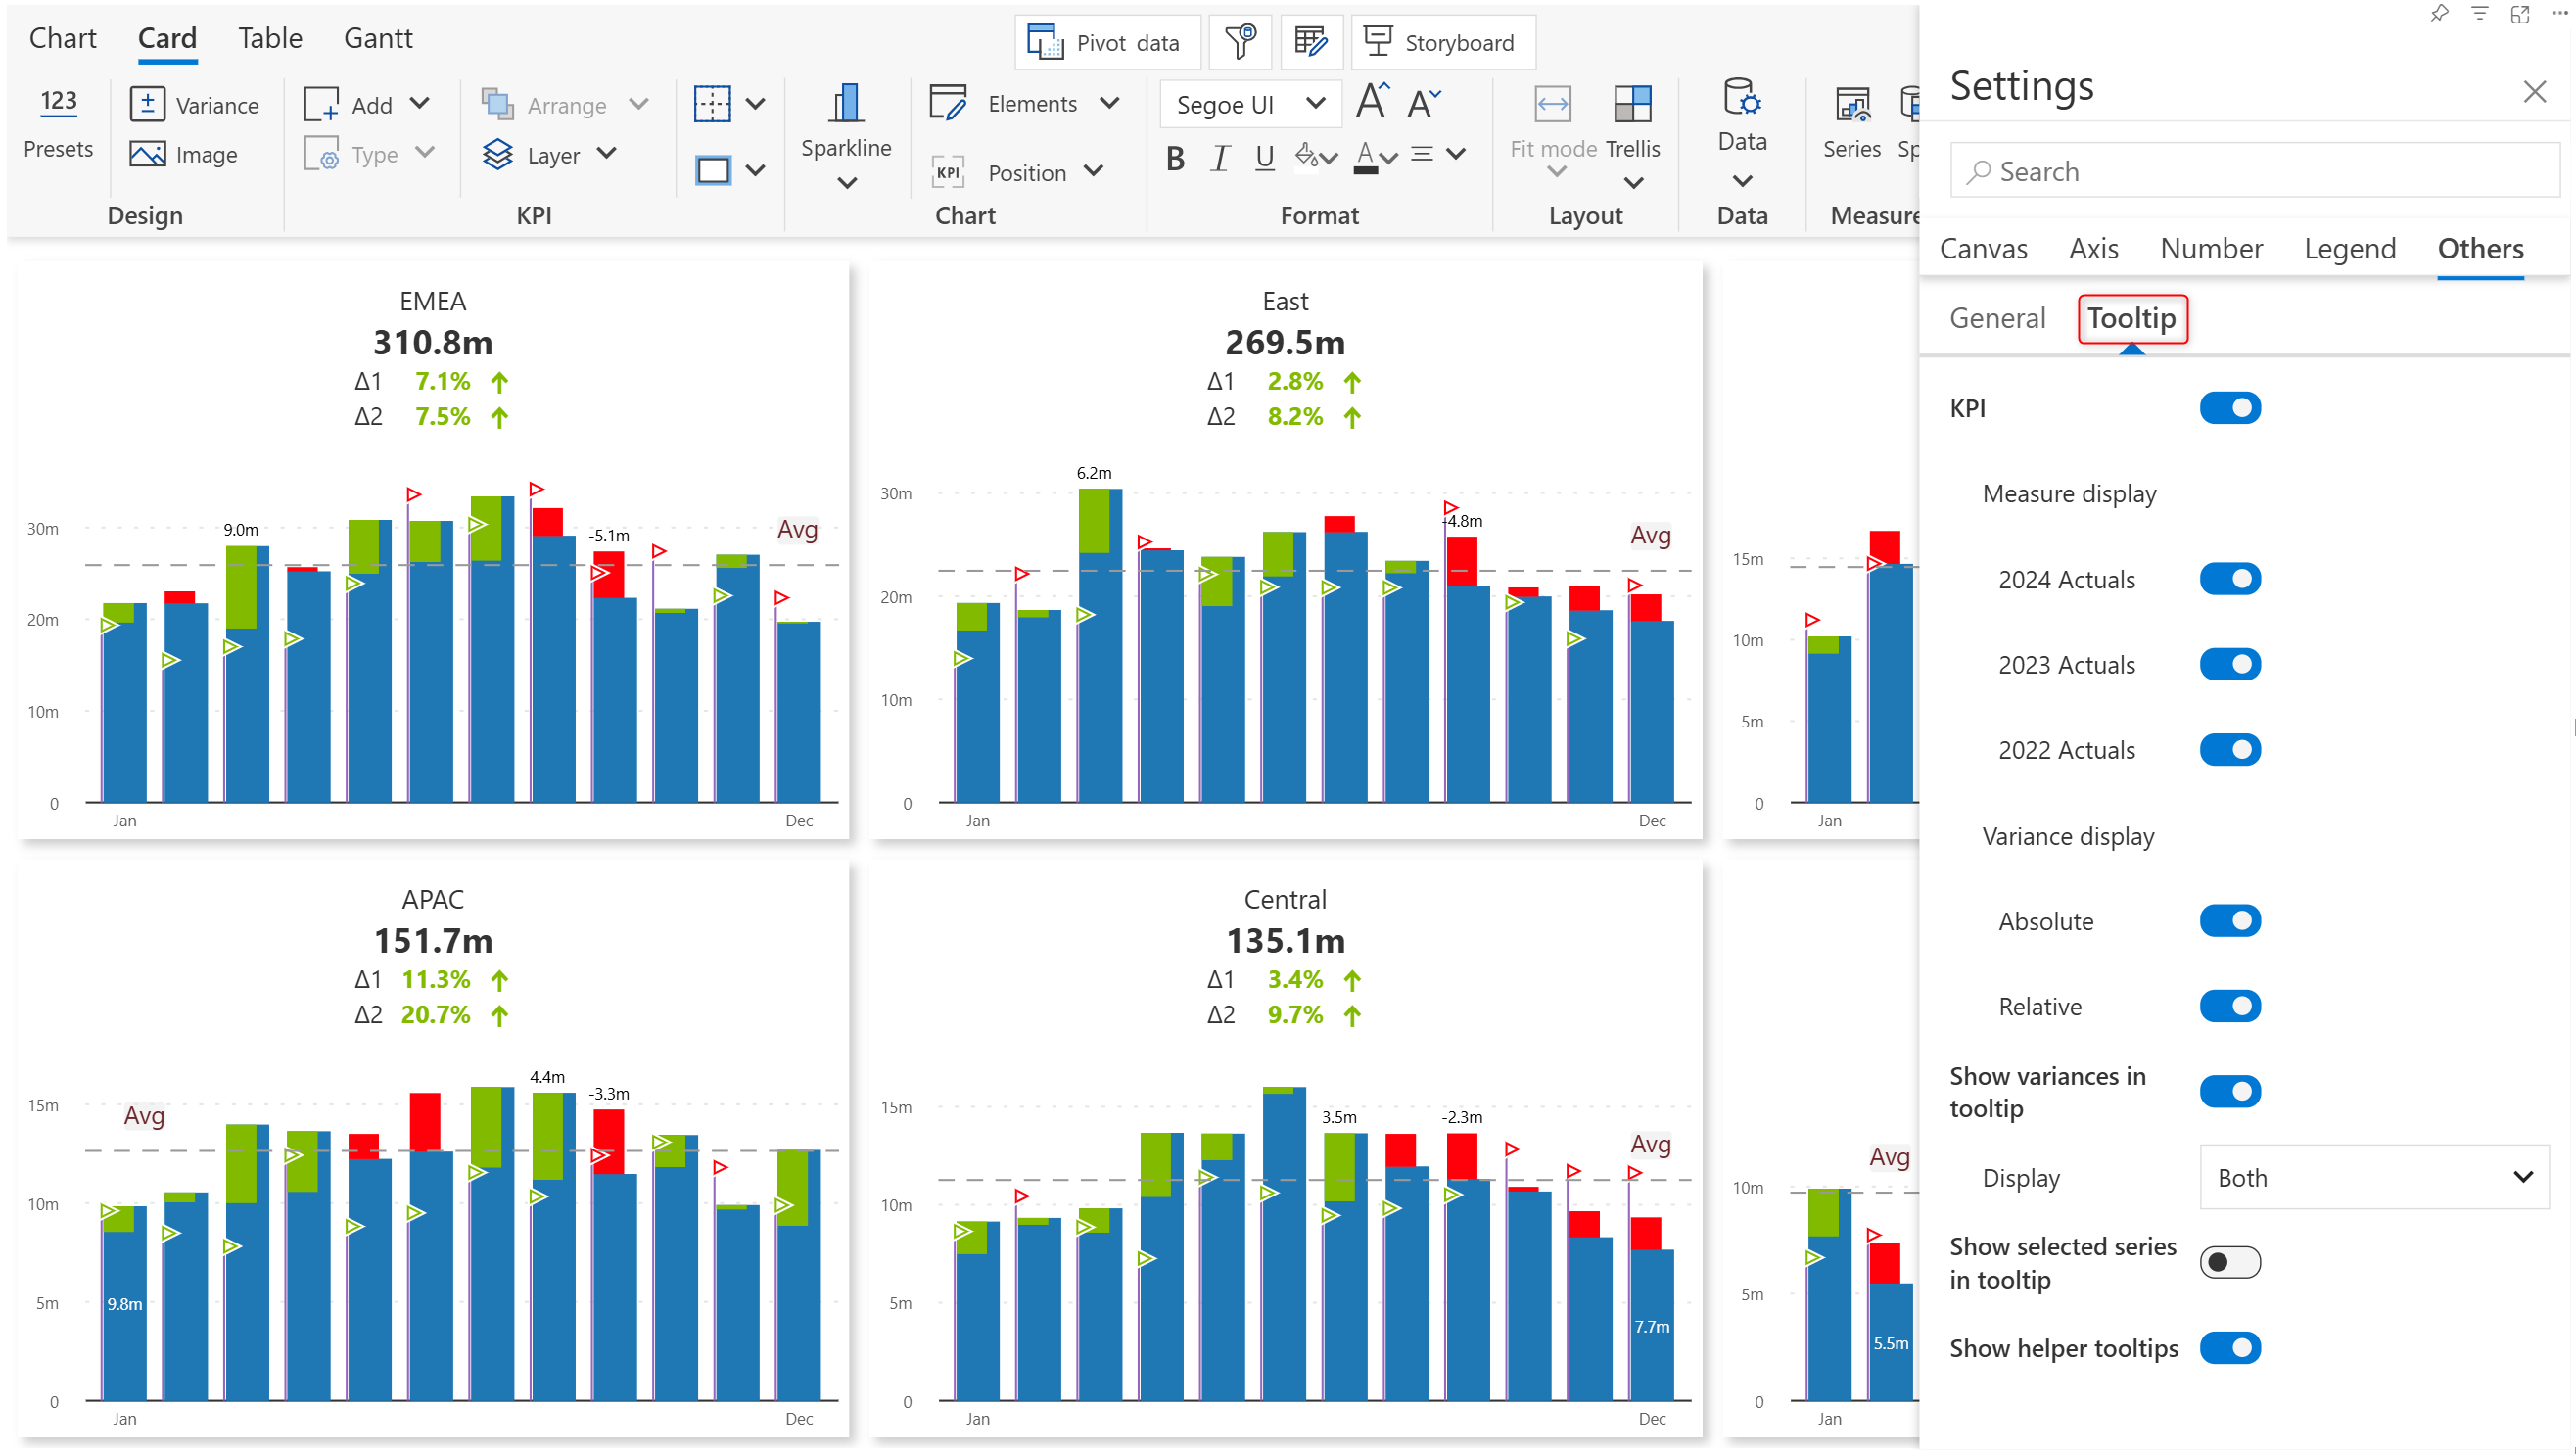 Chart Card Table Gantt
Pivot data
Storyboard
123
Presets
Variance
Image
Design
Add
Type
Arrange
Layer
KPI
Sparkline
Elements
KPI Position
Chart
Segoe UI A A
B I U A
Format
Fit mode Trellis
Layout
Data
Data
Series Sp
Measure
EMEA
310.8m
Δ1 7.1%
Δ2 7.5%
30m
20m
10m
0
9.0m
-5.1m
Avg
Jan Dec
East
269.5m
Δ1 2.8%
Δ2 8.2%
30m
20m
10m
0
6.2m
-4.8m
Avg
Jan Dec
15m
10m
5m
0
Jan
APAC
151.7m
Δ1 11.3%
Δ2 20.7%
15m
10m
5m
0
Avg
4.4m
-3.3m
9.8m
Jan Dec
Central
135.1m
Δ1 3.4%
Δ2 9.7%
15m
10m
5m
0
3.5m
-2.3m
Avg
7.7m
Jan Dec
Avg
10m
5m
0
5.5m
Jan
Settings
Search
Canvas Axis Number Legend Others
General Tooltip
KPI
Measure display
2024 Actuals
2023 Actuals
2022 Actuals
Variance display
Absolute
Relative
Show variances in
tooltip
Display Both
Show selected series
in tooltip
Show helper tooltips